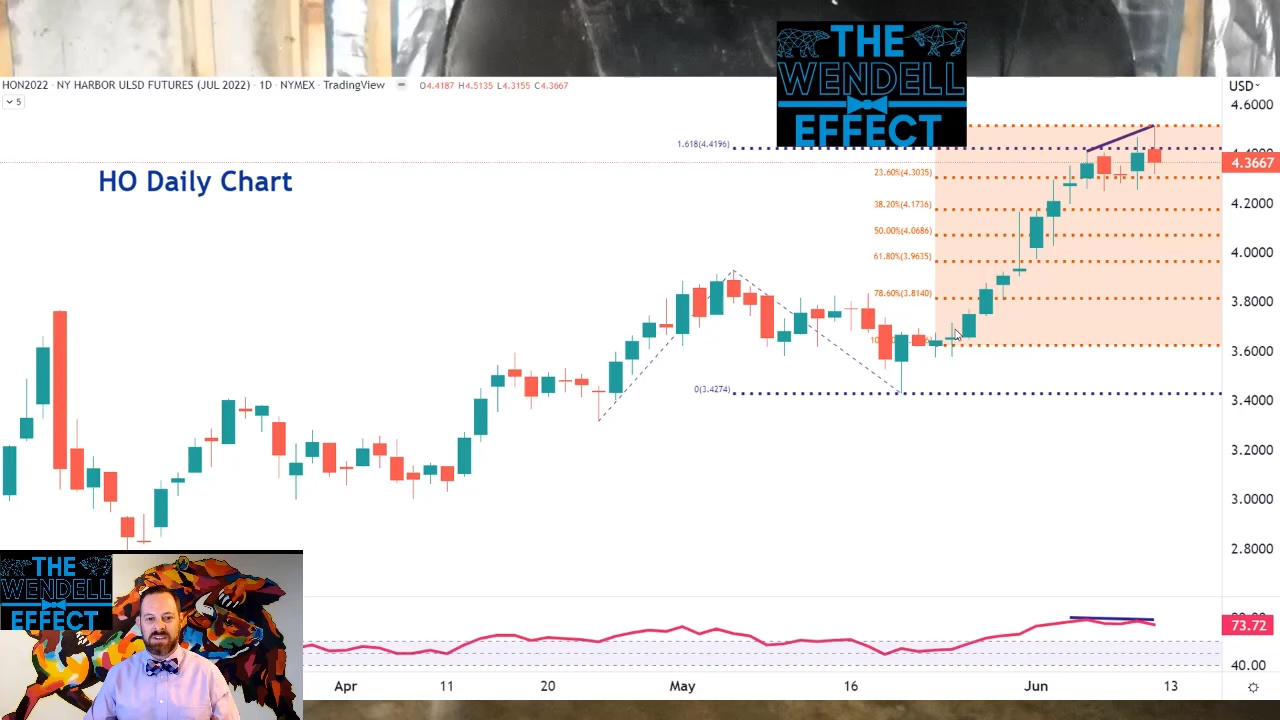 THE
WENDELL
EFFECT
HON2022 · NY HARBOR ULSD FUTURES (JUL 2022) · 1D · NYMEX · TradingView
O4.4187 H4.5135 L4.3155 C4.3667
USD
5
4.6000
1.618(4.4196)
4.3667
HO Daily Chart
23.60%(4.3035)
38.20%(4.1736)
4.2000
50.00%(4.0686)
4.0000
61.80%(3.9635)
78.60%(3.8140)
3.8000
3.6000
0(3.4274)
3.4000
3.2000
3.0000
2.8000
THE
WENDELL
EFFECT
73.72
40.00
Apr 11 20 May 16 Jun 13